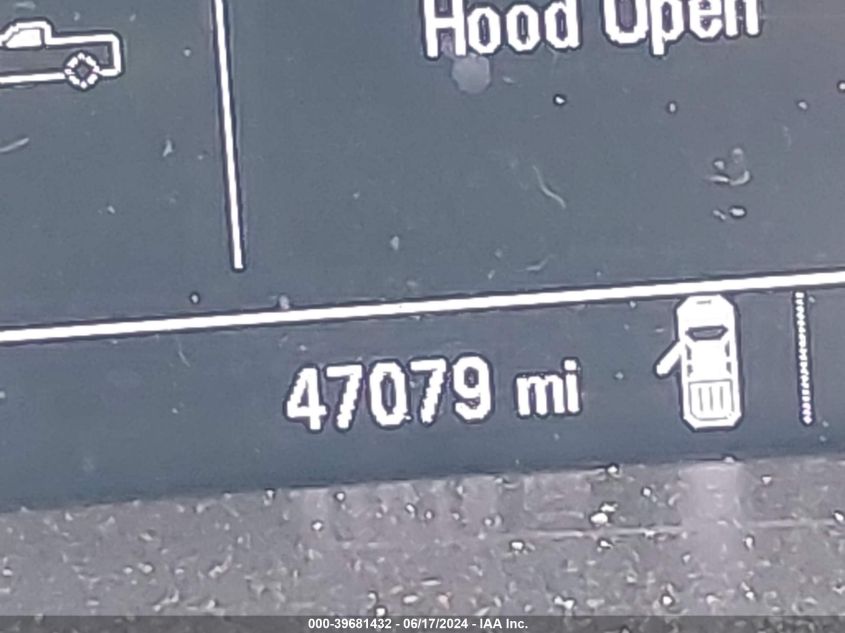 Hood Open
47079 mi
000-39681432 - 06/17/2024 - IAA Inc.